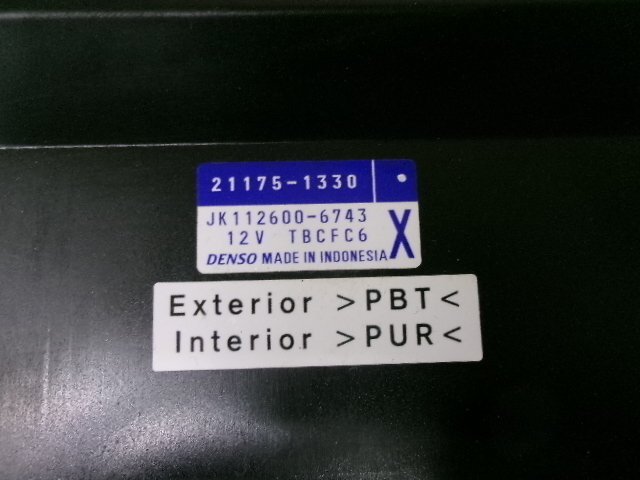 21175-1330
JK112600-6743
12V TBCFC6
X
DENSO MADE IN INDONESIA
Exterior >PBT<
Interior >PUR<